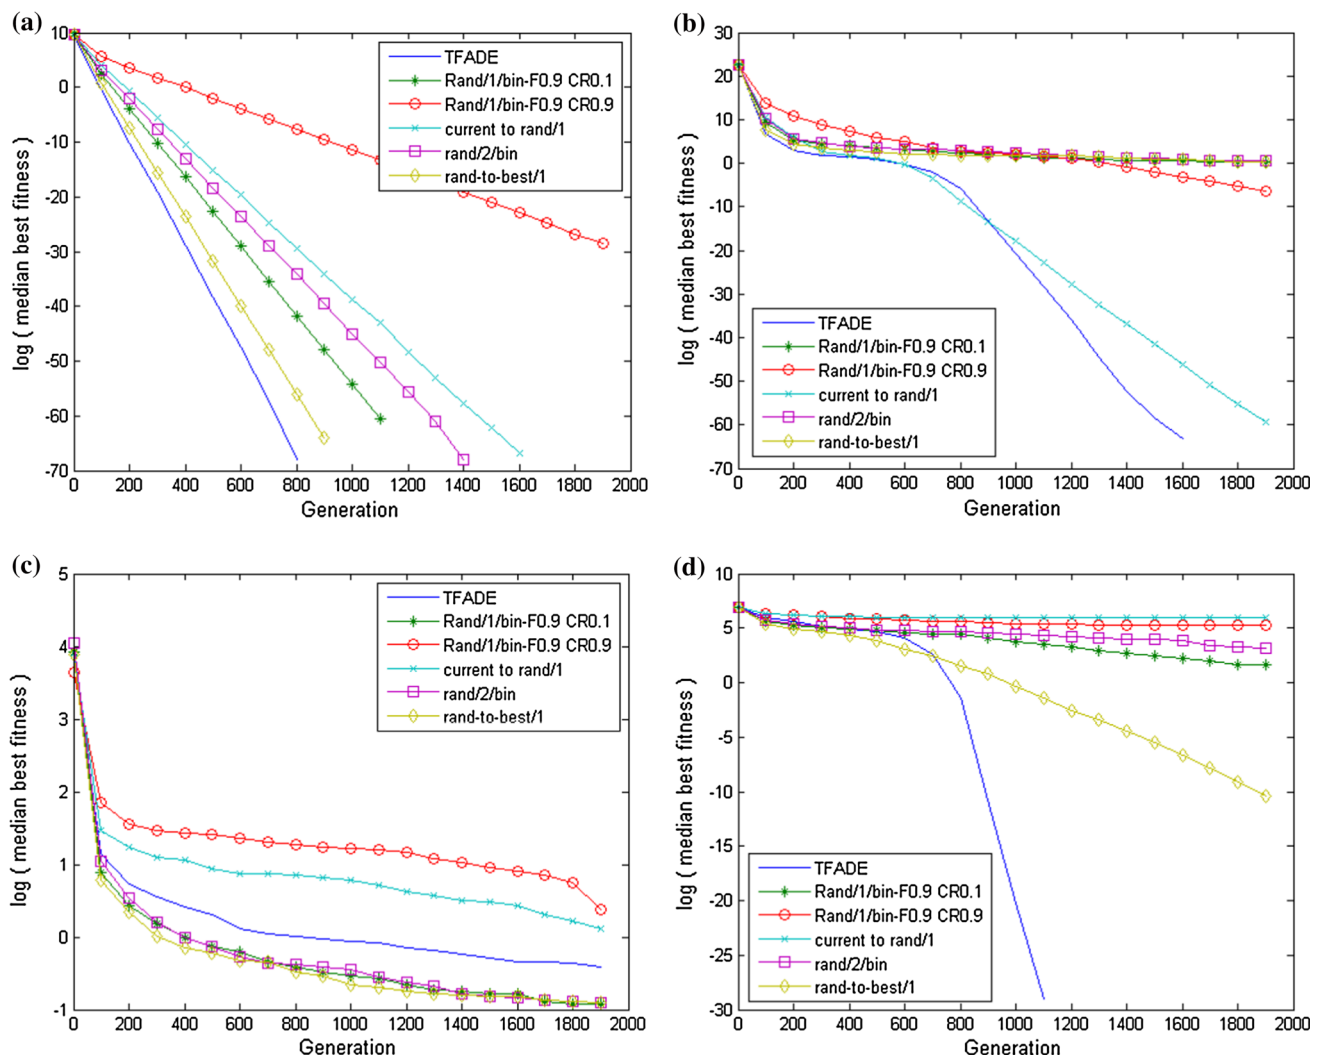 (a)
10
0
-10
-20
-30
-40
-50
-60
-70
log ( median best fitness )
0 200 400 600 800 1000 1200 1400 1600 1800 2000
Generation
TFADE
Rand/1/bin-F0.9 CR0.1
Rand/1/bin-F0.9 CR0.9
current to rand/1
rand/2/bin
rand-to-best/1
(b)
30
20
10
0
-10
-20
-30
-40
-50
-60
-70
log ( median best fitness )
0 200 400 600 800 1000 1200 1400 1600 1800 2000
Generation
TFADE
Rand/1/bin-F0.9 CR0.1
Rand/1/bin-F0.9 CR0.9
current to rand/1
rand/2/bin
rand-to-best/1
(c)
5
4
3
2
1
0
-1
log ( median best fitness )
0 200 400 600 800 1000 1200 1400 1600 1800 2000
Generation
TFADE
Rand/1/bin-F0.9 CR0.1
Rand/1/bin-F0.9 CR0.9
current to rand/1
rand/2/bin
rand-to-best/1
(d)
10
5
0
-5
-10
-15
-20
-25
-30
log ( median best fitness )
0 200 400 600 800 1000 1200 1400 1600 1800 2000
Generation
TFADE
Rand/1/bin-F0.9 CR0.1
Rand/1/bin-F0.9 CR0.9
current to rand/1
rand/2/bin
rand-to-best/1